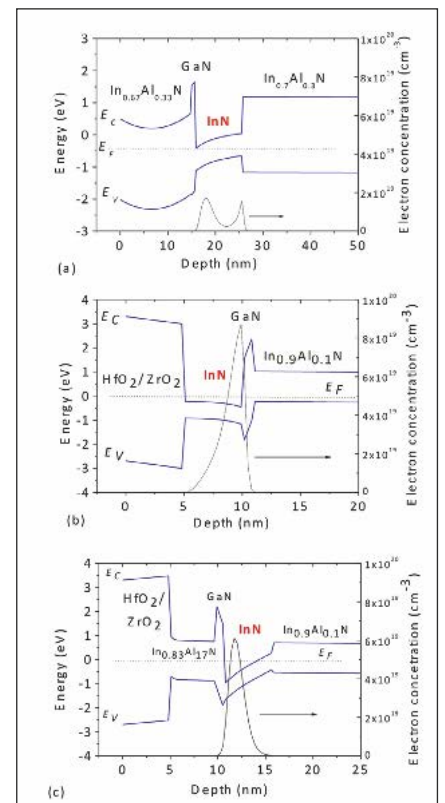 GaN
In0.67Al0.33N
In0.7Al0.3N
InN
EC
EF
EV
Energy (eV)
3
2
1
0
-1
-2
-3
Electron concentration (cm-3)
1x10^20
8x10^19
6x10^19
4x10^19
2x10^19
0
0 10 20 30 40 50
Depth (nm)
(a)
EC
GaN
In0.9Al0.1N
InN
HfO2/ZrO2
EF
EV
Energy (eV)
4
3
2
1
0
-1
-2
-3
-4
Electron concentration (cm-3)
1x10^20
8x10^19
6x10^19
4x10^19
2x10^19
0
0 5 10 15 20
Depth (nm)
(b)
EC
HfO2/
ZrO2
GaN
InN
In0.9Al0.1N
In0.83Al17N
EF
EV
Energy (eV)
4
3
2
1
0
-1
-2
-3
-4
Electron concetration (cm-3)
1x10^20
8x10^19
6x10^19
4x10^19
2x10^19
0
0 5 10 15 20 25
Depth (nm)
(c)